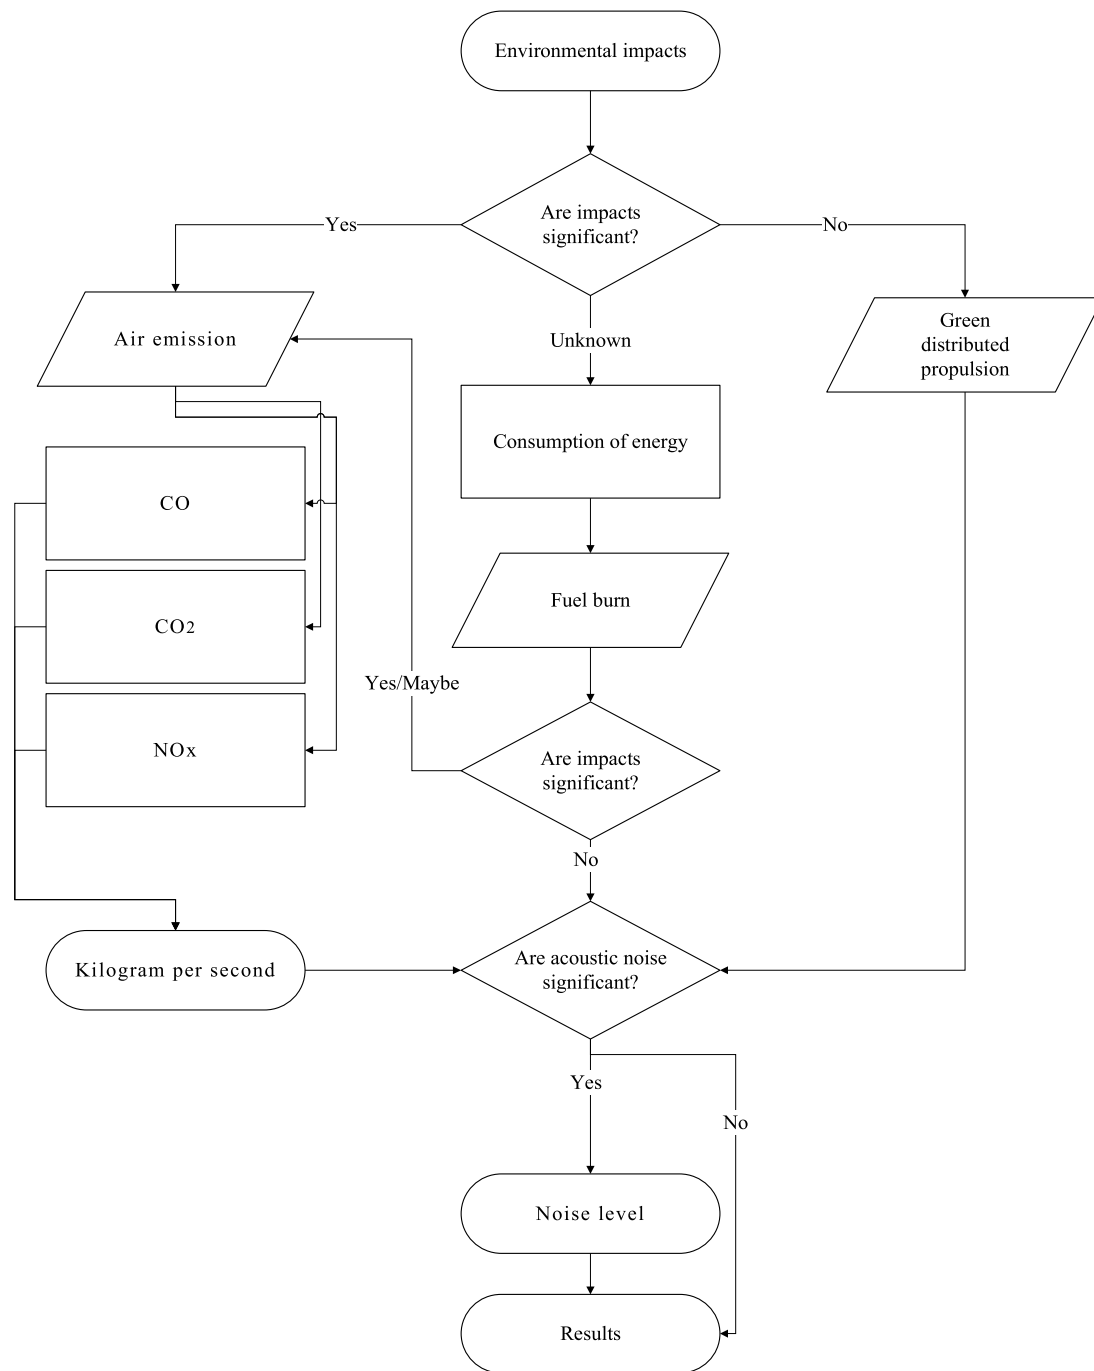 Environmental impacts
Are impacts
significant?
Yes
No
Air emission
Unknown
Green
distributed
propulsion
Consumption of energy
CO
Fuel burn
CO2
Yes/Maybe
NOx
Are impacts
significant?
No
Kilogram per second
Are acoustic noise
significant?
Yes
No
Noise level
Results